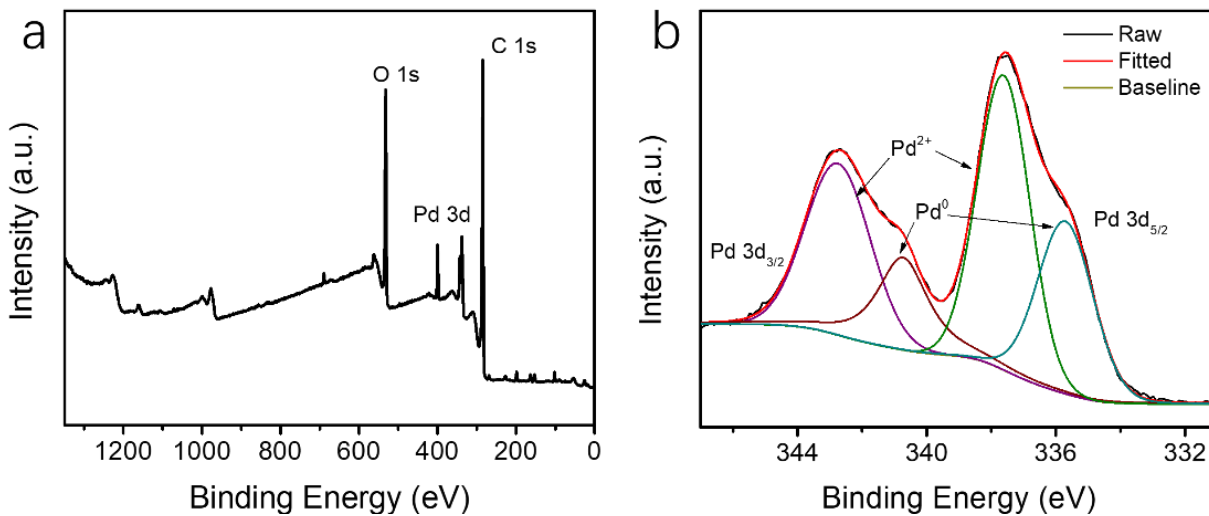 a
C 1s
O 1s
Pd 3d
Intensity (a.u.)
1200 1000 800 600 400 200 0
Binding Energy (eV)
b
Raw
Fitted
Baseline
Pd²⁺
Pd⁰
Pd 3d₃/₂
Pd 3d₅/₂
Intensity (a.u.)
344 340 336 332
Binding Energy (eV)